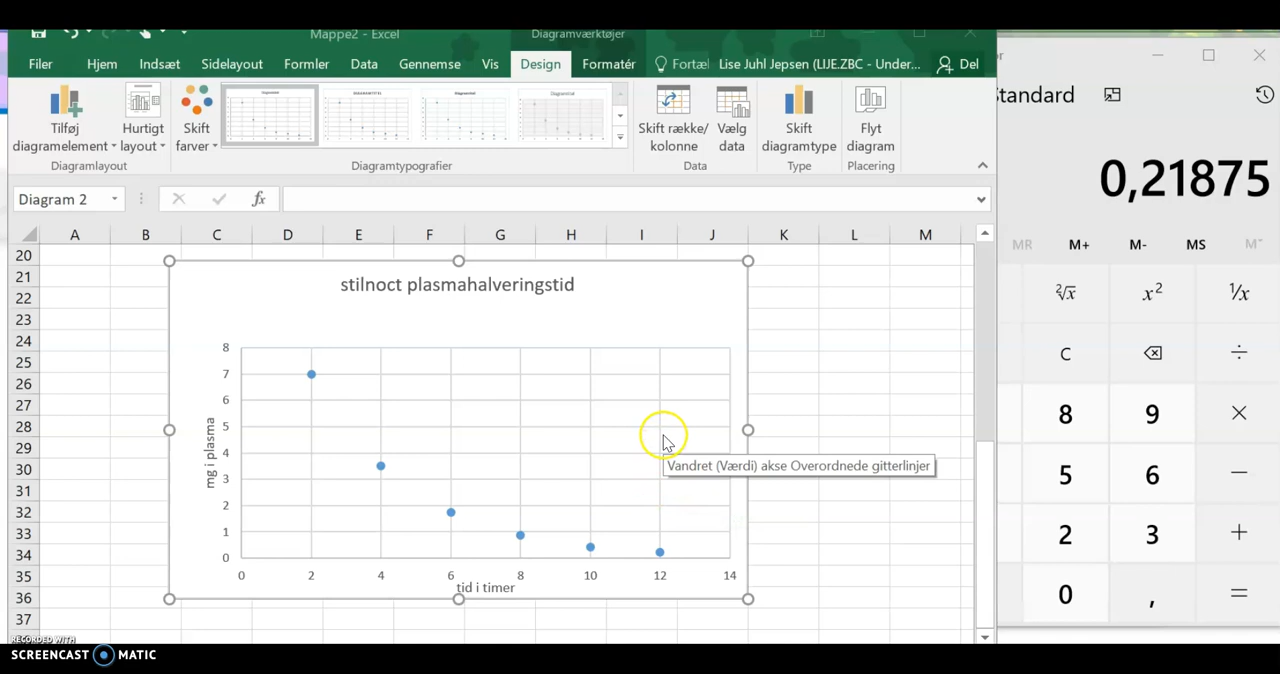 Mappe2 - Excel
Diagramværktøjer
Filer Hjem Indsæt Sidelayout Formler Data Gennemse Vis Design Formatér Fortæl Lise Juhl Jepsen (LIJE.ZBC - Under... Del
Tilføj diagramelement
Hurtigt layout
Skift farver
Skift række/ kolonne
Vælg data
Skift diagramtype
Flyt diagram
Diagramlayout Diagramtypografier Data Type Placering
Diagram 2 fx
A B C D E F G H I J K L M
20
21
22
23
24
25
26
27
28
29
30
31
32
33
34
35
36
37
stilnoct plasmahalveringstid
mg i plasma
8
7
6
5
4
3
2
1
0
0 2 4 6 8 10 12 14
tid i timer
Vandret (Værdi) akse Overordnede gitterlinjer
Standard
0,21875
MR M+ M- MS
²√x x² ¹/x
C ÷
8 9 ×
5 6 −
2 3 +
0 , =
RECORDED WITH
SCREENCAST MATIC